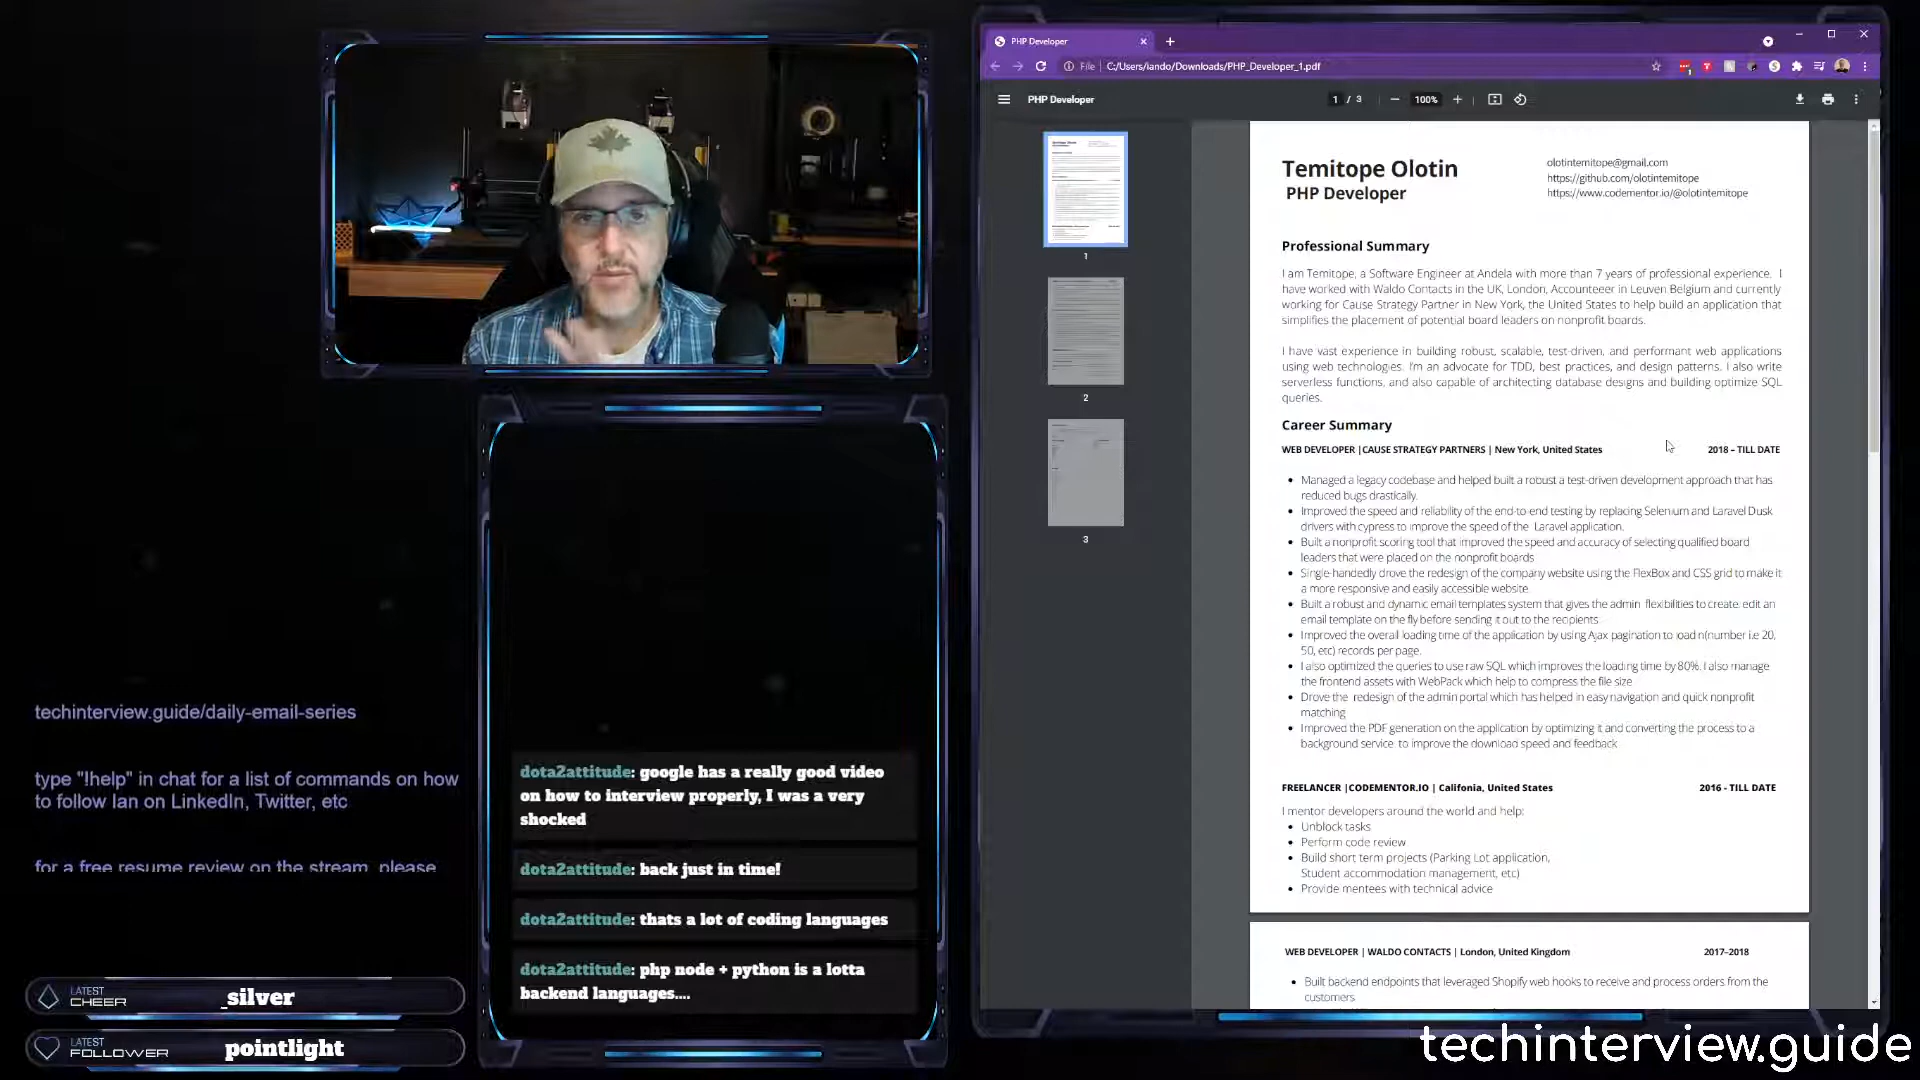 PHP Developer
File
C:/Users/iando/Downloads/PHP_Developer_1.pdf
PHP Developer
1 / 3
100%
1
2
3
Temitope Olotin
PHP Developer
olotintemitope@gmail.com
https://github.com/olotintemitope
https://www.codementor.io/@olotintemitope
Professional Summary
I am Temitope, a Software Engineer at Andela with more than 7 years of professional experience. I
have worked with Waldo Contacts in the UK, London, Accounteeer in Leuven Belgium and currently
working for Cause Strategy Partner in New York, the United States to help build an application that
simplifies the placement of potential board leaders on nonprofit boards.
I have vast experience in building robust, scalable, test-driven, and performant web applications
using web technologies. I'm an advocate for TDD, best practices, and design patterns. I also write
serverless functions, and also capable of architecting database designs and building optimize SQL
queries.
Career Summary
WEB DEVELOPER |CAUSE STRATEGY PARTNERS | New York, United States
2018 – TILL DATE
Managed a legacy codebase and helped built a robust a test-driven development approach that has
reduced bugs drastically.
Improved the speed and reliability of the end-to-end testing by replacing Selenium and Laravel Dusk
drivers with cypress to improve the speed of the Laravel application.
Built a nonprofit scoring tool that improved the speed and accuracy of selecting qualified board
leaders that were placed on the nonprofit boards
Single-handedly drove the redesign of the company website using the FlexBox and CSS grid to make it
a more responsive and easily accessible website.
Built a robust and dynamic email templates system that gives the admin flexibilities to create, edit an
email template on the fly before sending it out to the recipients
Improved the overall loading time of the application by using Ajax pagination to load n(number i.e 20,
50, etc) records per page.
I also optimized the queries to use raw SQL which improves the loading time by 80%. I also manage
the frontend assets with WebPack which help to compress the file size
Drove the redesign of the admin portal which has helped in easy navigation and quick nonprofit
matching
Improved the PDF generation on the application by optimizing it and converting the process to a
background service to improve the download speed and feedback
FREELANCER |CODEMENTOR.IO | Califonia, United States
2016 - TILL DATE
I mentor developers around the world and help:
Unblock tasks
Perform code review
Build short term projects (Parking Lot application,
Student accommodation management, etc)
Provide mentees with technical advice
WEB DEVELOPER | WALDO CONTACTS | London, United Kingdom
2017–2018
Built backend endpoints that leveraged Shopify web hooks to receive and process orders from the
customers
techinterview.guide/daily-email-series
type "!help" in chat for a list of commands on how
to follow Ian on LinkedIn, Twitter, etc
for a free resume review on the stream, please
dota2attitude: google has a really good video
on how to interview properly, I was a very
shocked
dota2attitude: back just in time!
dota2attitude: thats a lot of coding languages
dota2attitude: php node + python is a lotta
backend languages....
LATEST
CHEER
_silver
LATEST
FOLLOWER
pointlight
techinterview.guide